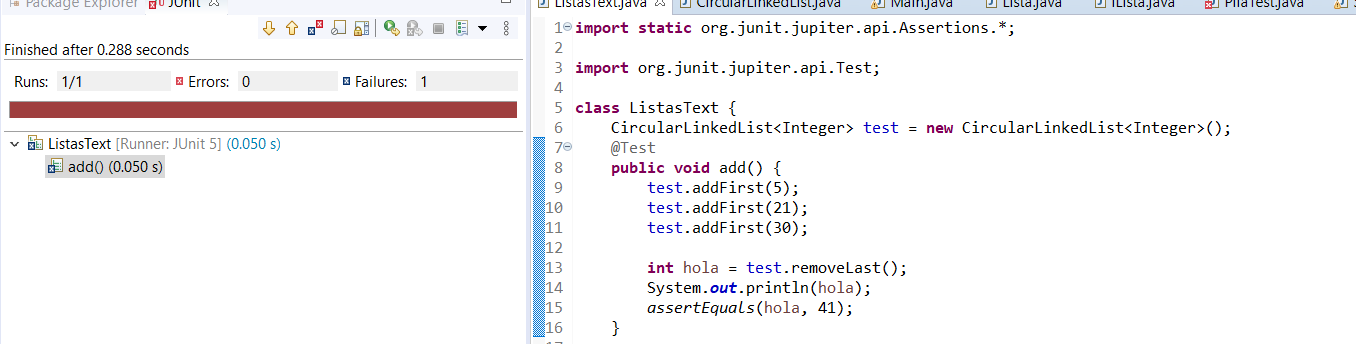 Package Explorer JUnit
Finished after 0.288 seconds
Runs: 1/1 Errors: 0 Failures: 1
ListasText [Runner: JUnit 5] (0.050 s)
add() (0.050 s)
ListasText.java CircularLinkedList.java Main.java Lista.java ILista.java PilaTest.java
1 import static org.junit.jupiter.api.Assertions.*;
2
3 import org.junit.jupiter.api.Test;
4
5 class ListasText {
6 CircularLinkedList<Integer> test = new CircularLinkedList<Integer>();
7 @Test
8 public void add() {
9 test.addFirst(5);
10 test.addFirst(21);
11 test.addFirst(30);
12
13 int hola = test.removeLast();
14 System.out.println(hola);
15 assertEquals(hola, 41);
16 }